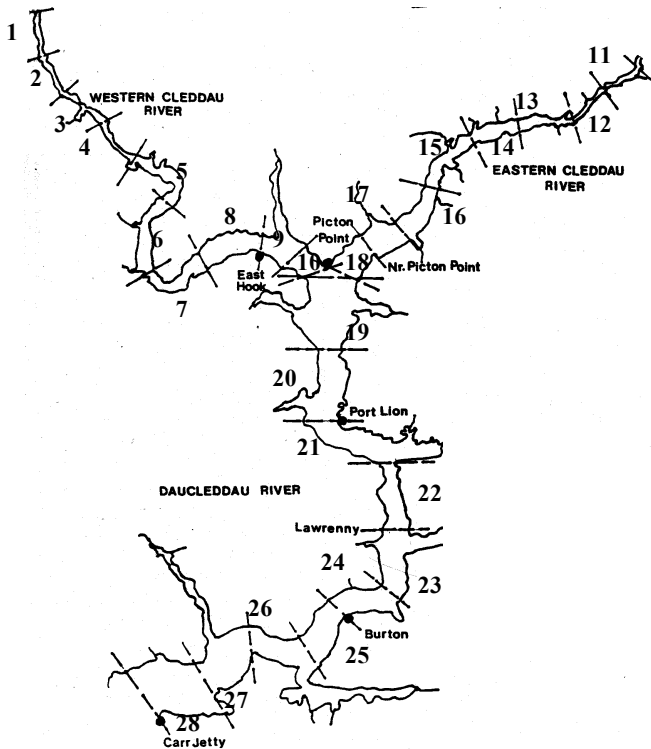 1
11
2
WESTERN CLEDDAU
RIVER
13
3
12
4
15
14
EASTERN CLEDDAU
RIVER
5
17
16
8
PICTON
POINT
6
9
10
18
Nr. PICTON POINT
EAST
HOOK
7
19
20
PORT LION
21
DAUCLEDDAU RIVER
22
LAWRENNY
24
23
26
BURTON
25
27
28
CARR JETTY